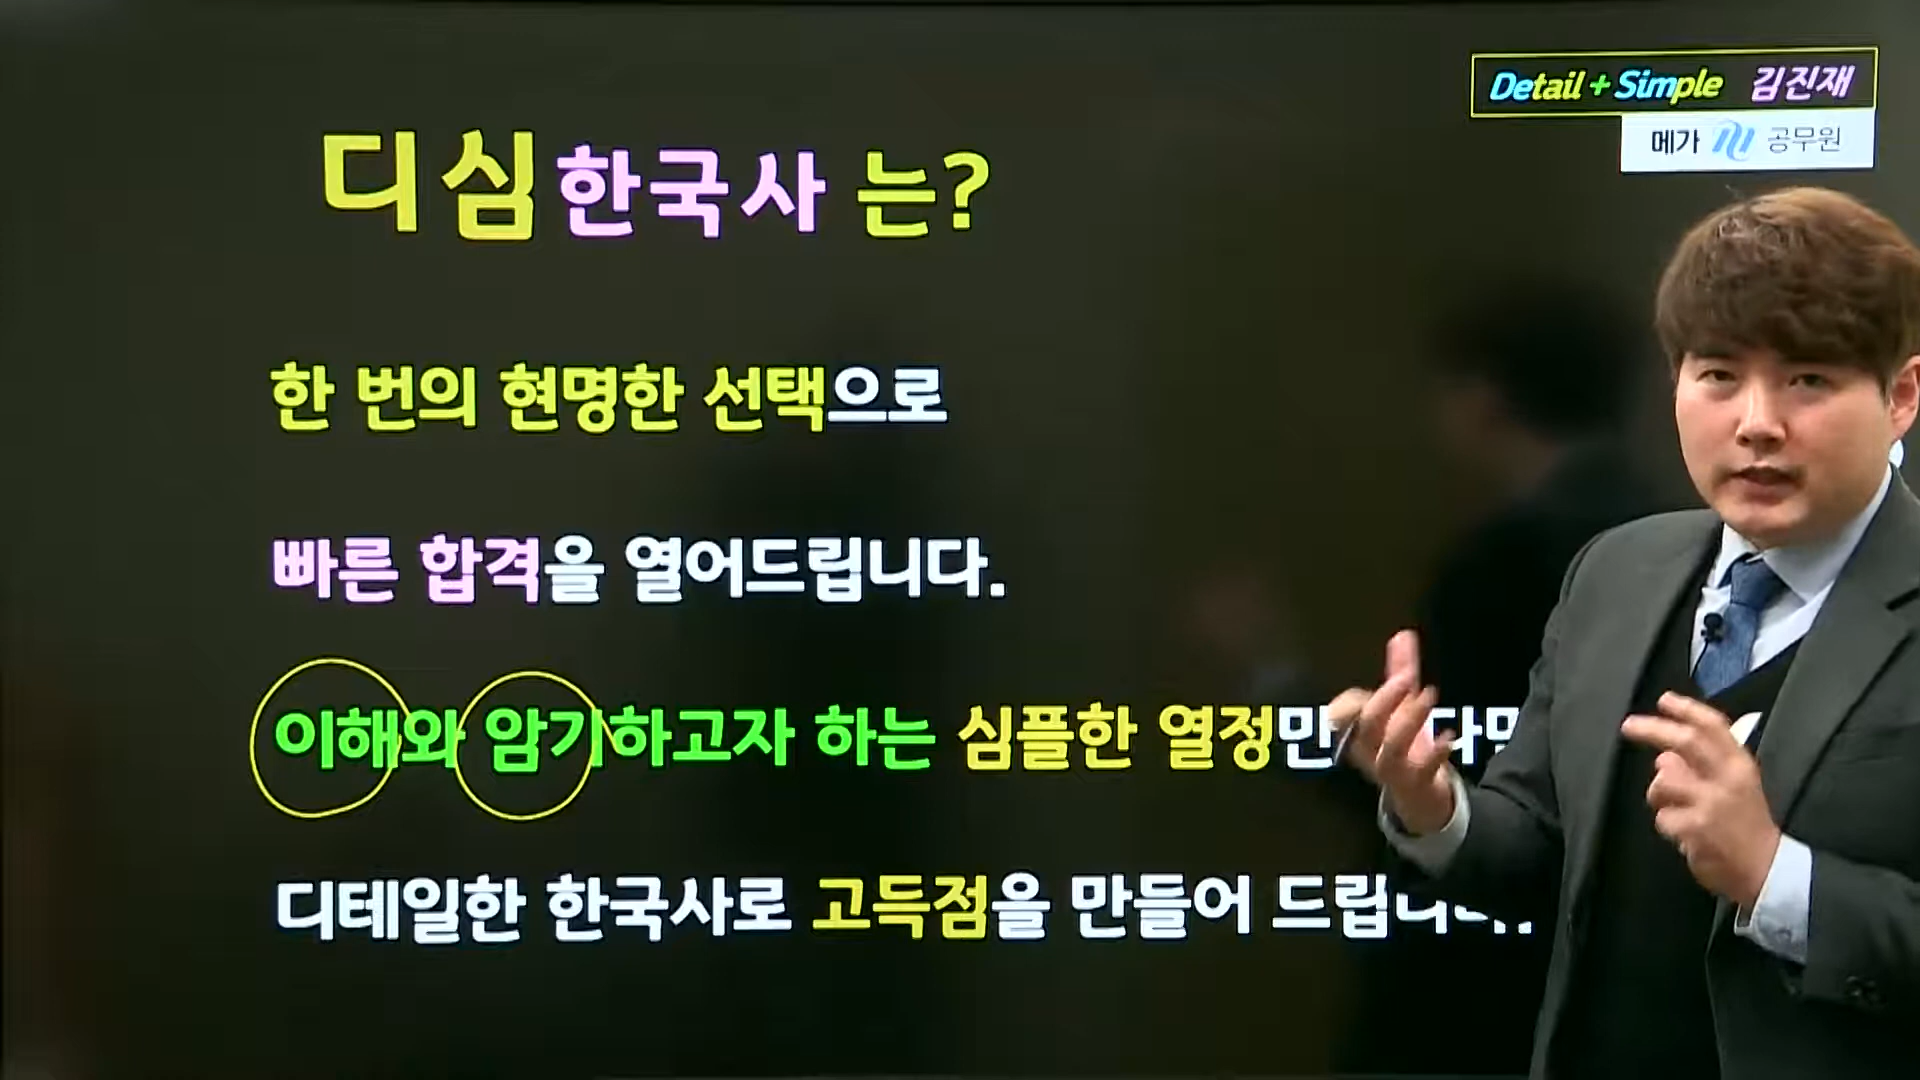 Detail + Simple 김진재
메가 공무원
디심한국사 는?
한 번의 현명한 선택으로
빠른 합격을 열어드립니다.
이해와 암기하고자 하는 심플한 열정만
디테일한 한국사로 고득점을 만들어